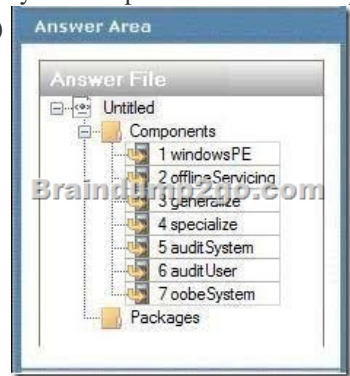 Answer Area
Answer File
Untitled
Components
1 windowsPE
2 offlineServicing
Braindump2go.com
3 generalize
4 specialize
5 auditSystem
6 auditUser
7 oobeSystem
Packages